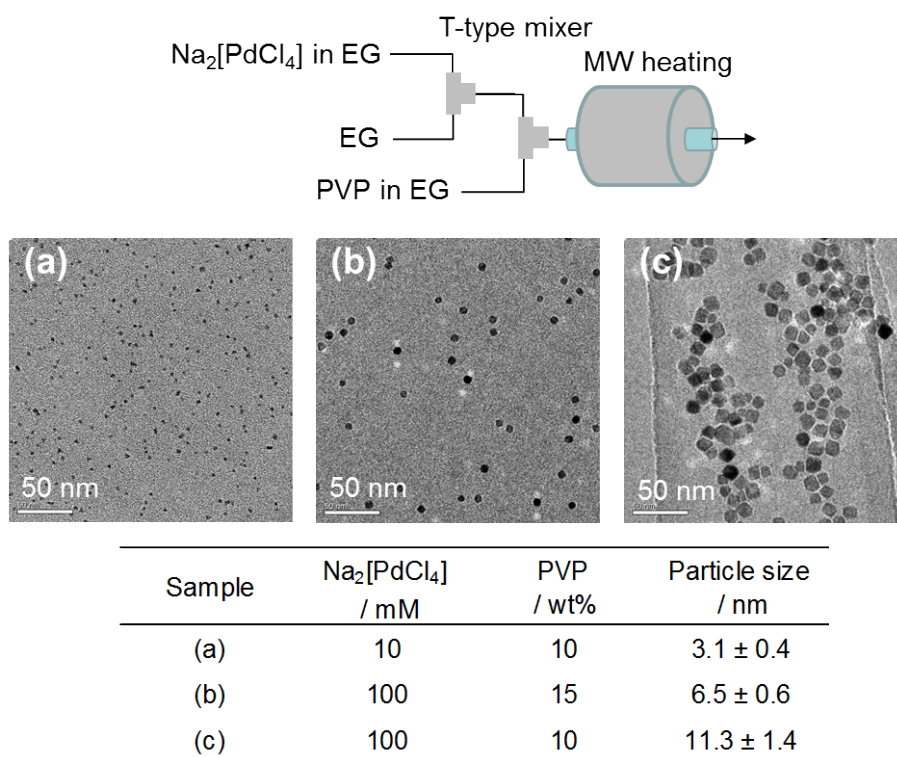 T-type mixer
Na₂[PdCl₄] in EG
MW heating
EG
PVP in EG
(a)
(b)
(c)
50 nm
50 nm
50 nm
Sample Na₂[PdCl₄] / mM PVP / wt% Particle size / nm
(a) 10 10 3.1 ± 0.4
(b) 100 15 6.5 ± 0.6
(c) 100 10 11.3 ± 1.4